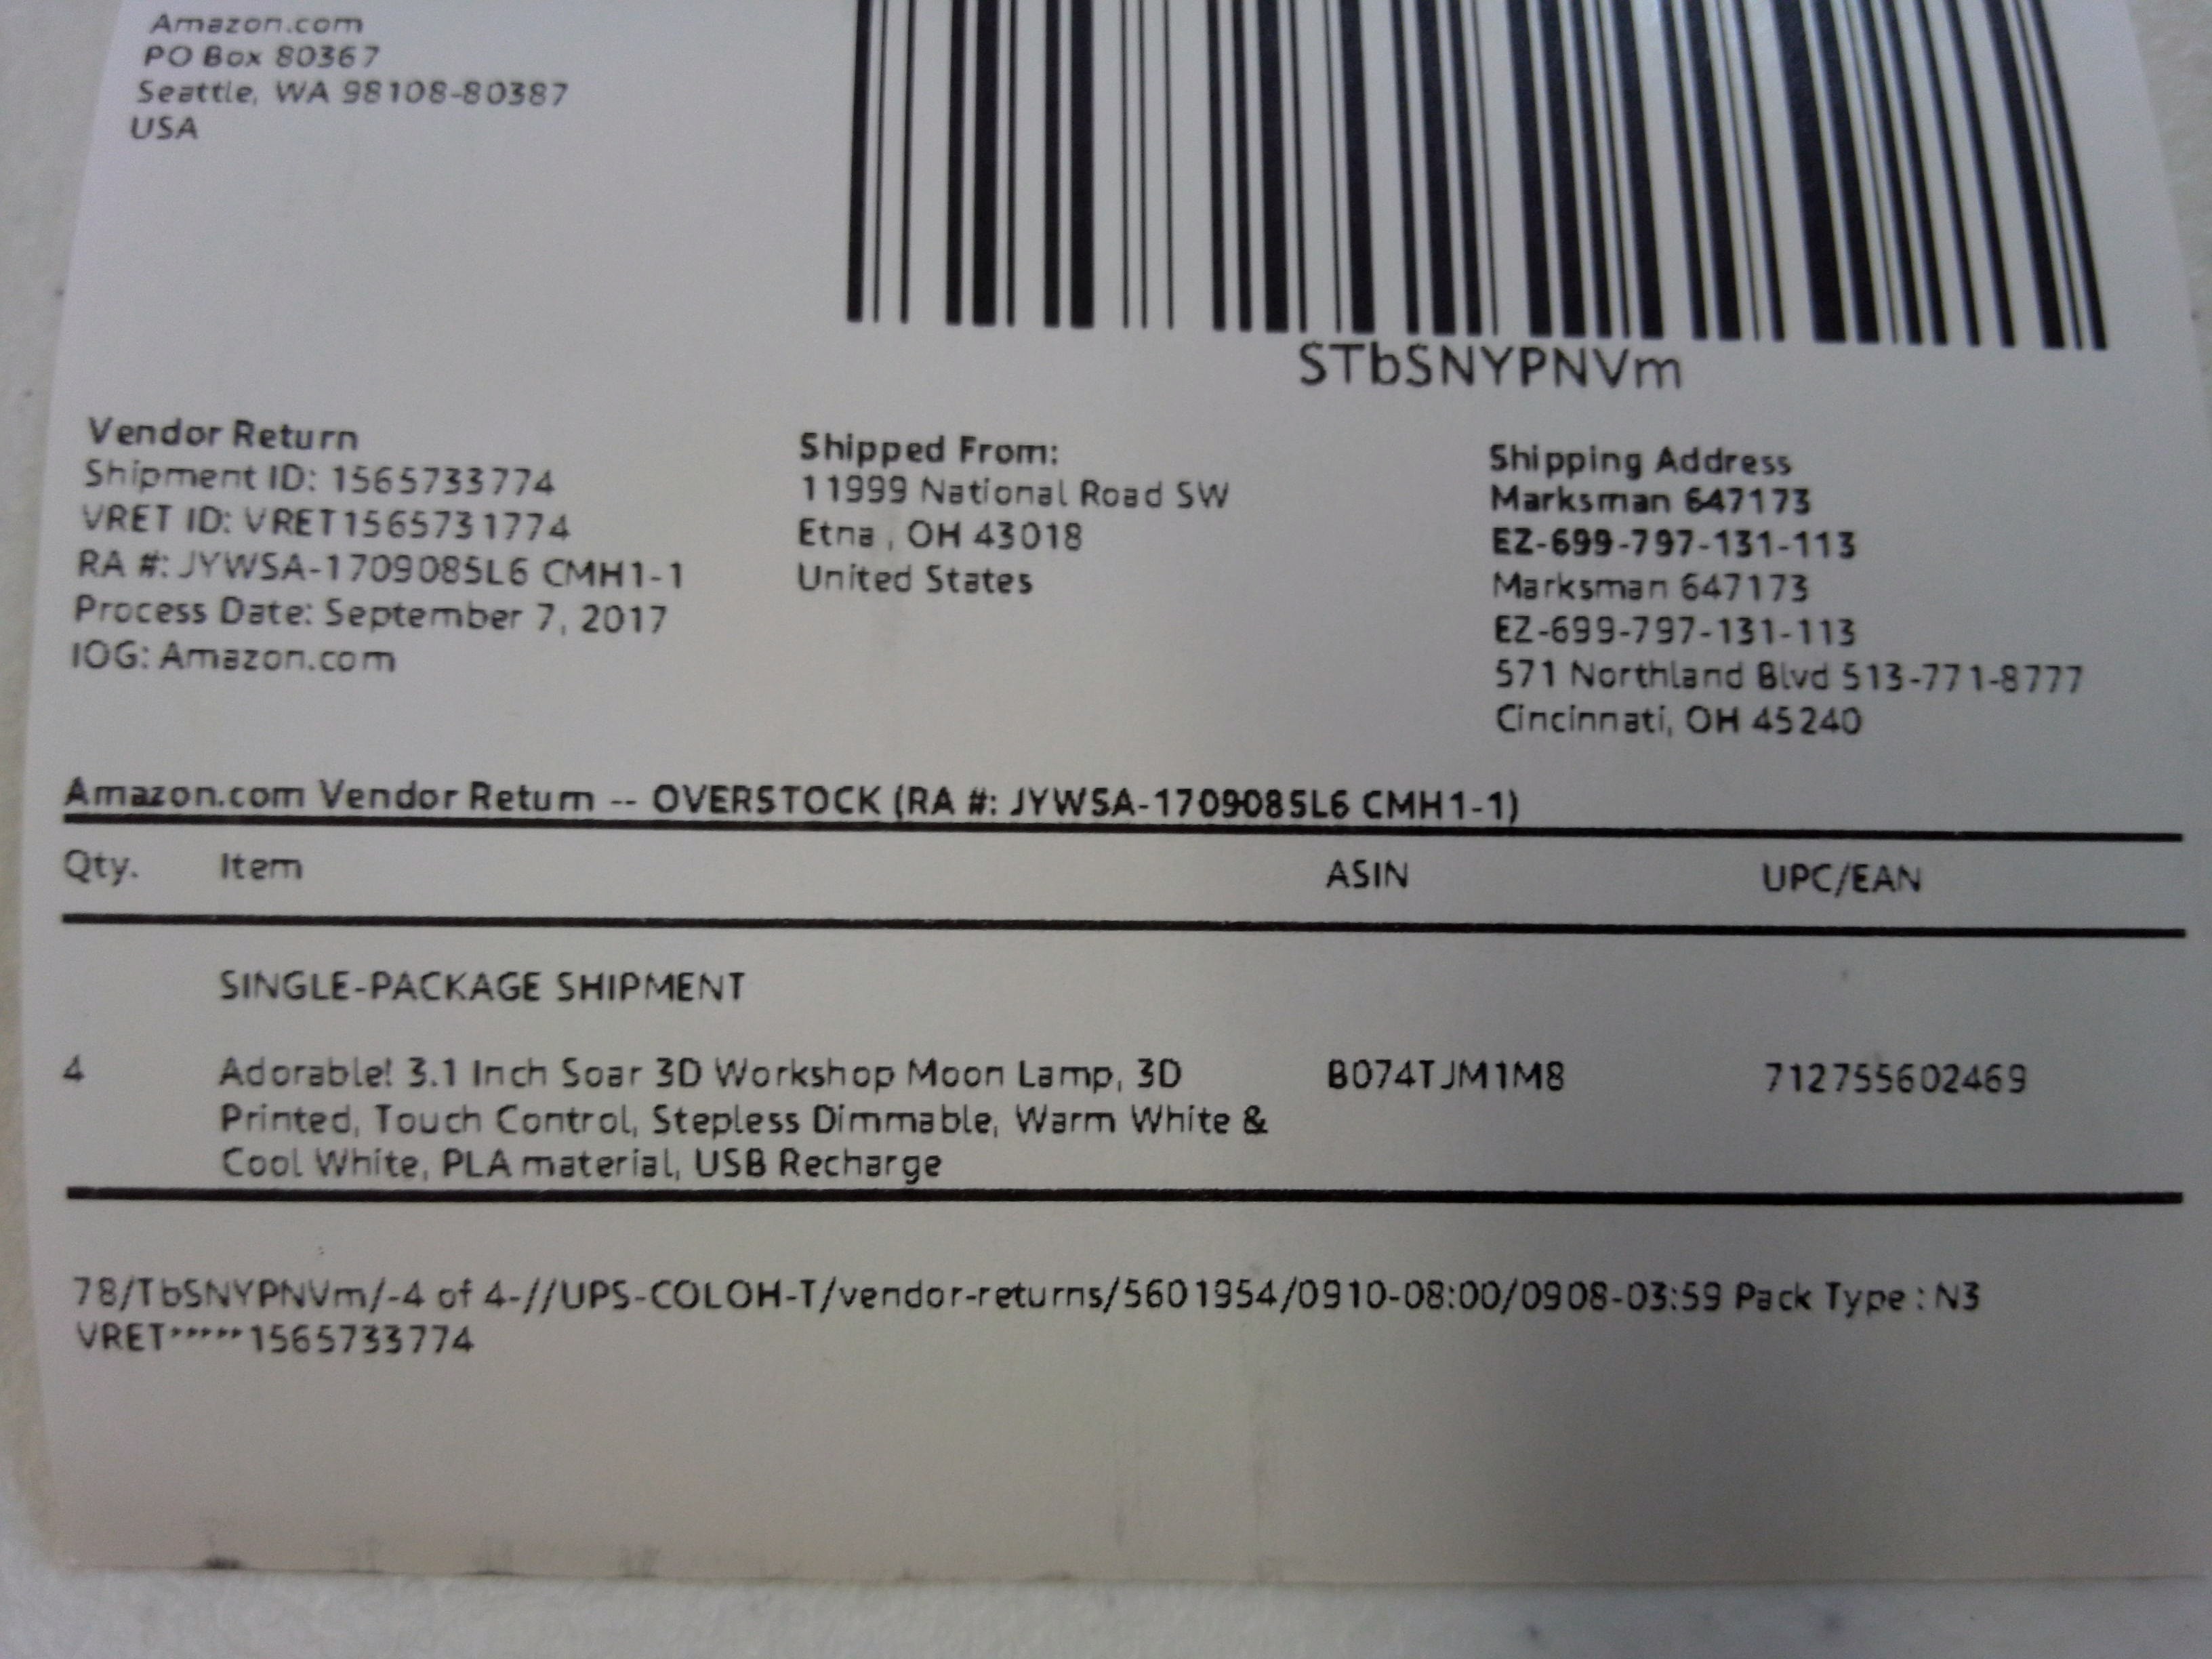 Amazon.com
PO Box 80367
Seattle, WA 98108-80387
USA
STbSNYPNVm
Vendor Return
Shipment ID: 1565733774
VRET ID: VRET1565731774
RA #: JYWSA-1709085L6 CMH1-1
Process Date: September 7, 2017
IOG: Amazon.com
Shipped From:
11999 National Road SW
Etna , OH 43018
United States
Shipping Address
Marksman 647173
EZ-699-797-131-113
Marksman 647173
EZ-699-797-131-113
571 Northland Blvd 513-771-8777
Cincinnati, OH 45240
Amazon.com Vendor Return -- OVERSTOCK (RA #: JYWSA-1709085L6 CMH1-1)
Qty. Item ASIN UPC/EAN
SINGLE-PACKAGE SHIPMENT
4 Adorable! 3.1 Inch Soar 3D Workshop Moon Lamp, 3D B074TJM1M8 712755602469
Printed, Touch Control, Stepless Dimmable, Warm White &
Cool White, PLA material, USB Recharge
78/TbSNYPNVm/-4 of 4-//UPS-COLOH-T/vendor-returns/5601954/0910-08:00/0908-03:59 Pack Type : N3
VRET*****1565733774